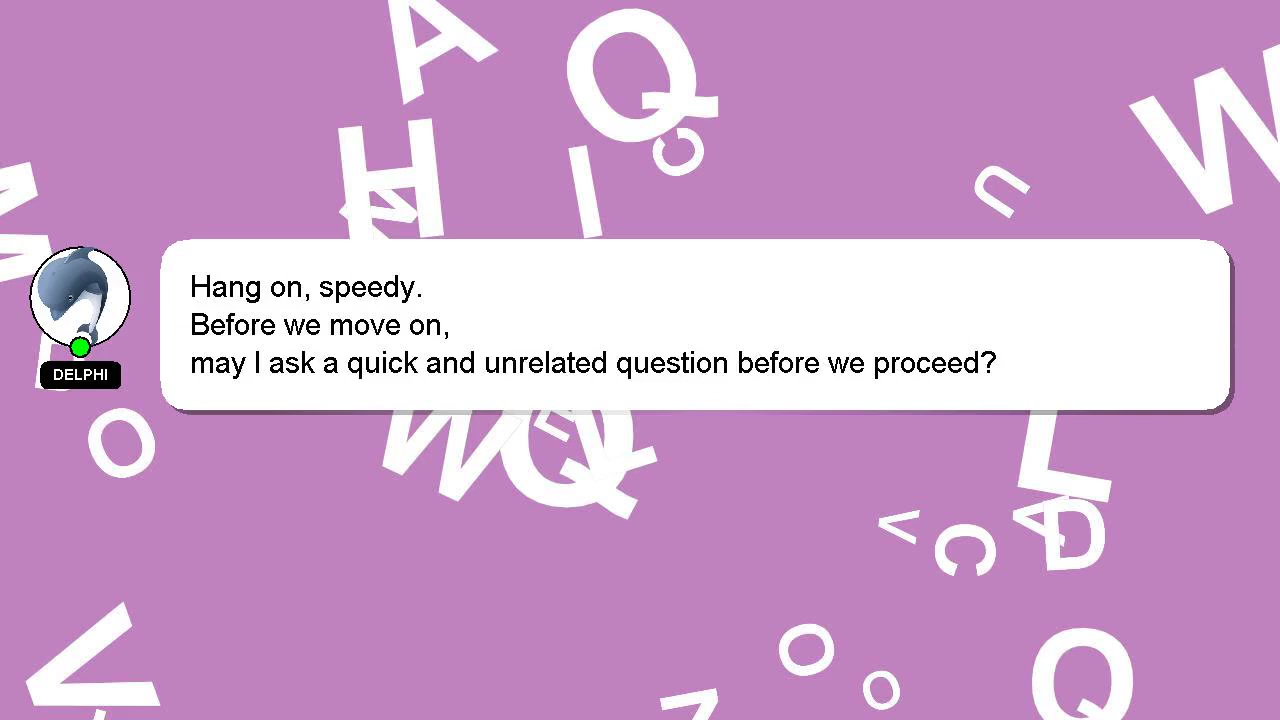 Hang on, speedy.
Before we move on,
may I ask a quick and unrelated question before we proceed?
DELPHI